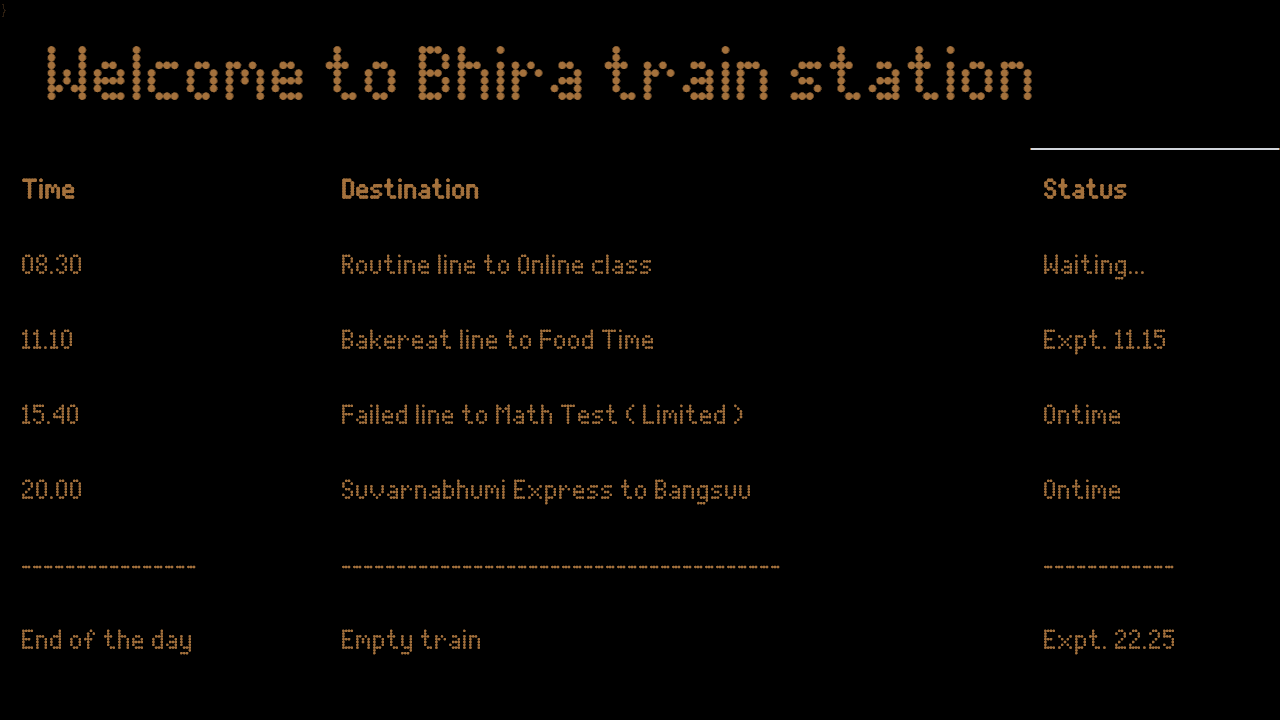 Welcome to Bhira train station
Time Destination Status
08.30 Routine line to Online class Waiting...
11.10 Bakereat line to Food Time Expt. 11.15
15.40 Failed line to Math Test ( Limited ) Ontime
20.00 Suvarnabhumi Express to Bangsuu Ontime
---------------- ---------------------------------------- ------------
End of the day Empty train Expt. 22.25